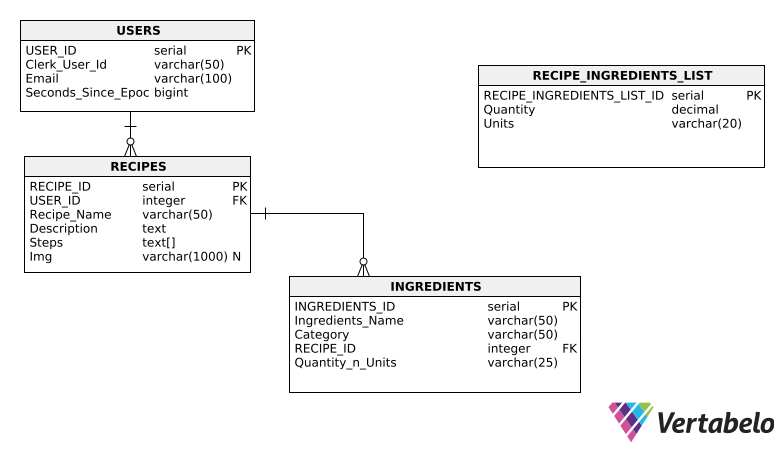 USERS
USER_ID serial PK
Clerk_User_Id varchar(50)
Email varchar(100)
Seconds_Since_Epoc bigint
RECIPE_INGREDIENTS_LIST
RECIPE_INGREDIENTS_LIST_ID serial PK
Quantity decimal
Units varchar(20)
RECIPES
RECIPE_ID serial PK
USER_ID integer FK
Recipe_Name varchar(50)
Description text
Steps text[]
Img varchar(1000) N
INGREDIENTS
INGREDIENTS_ID serial PK
Ingredients_Name varchar(50)
Category varchar(50)
RECIPE_ID integer FK
Quantity_n_Units varchar(25)
Vertabelo